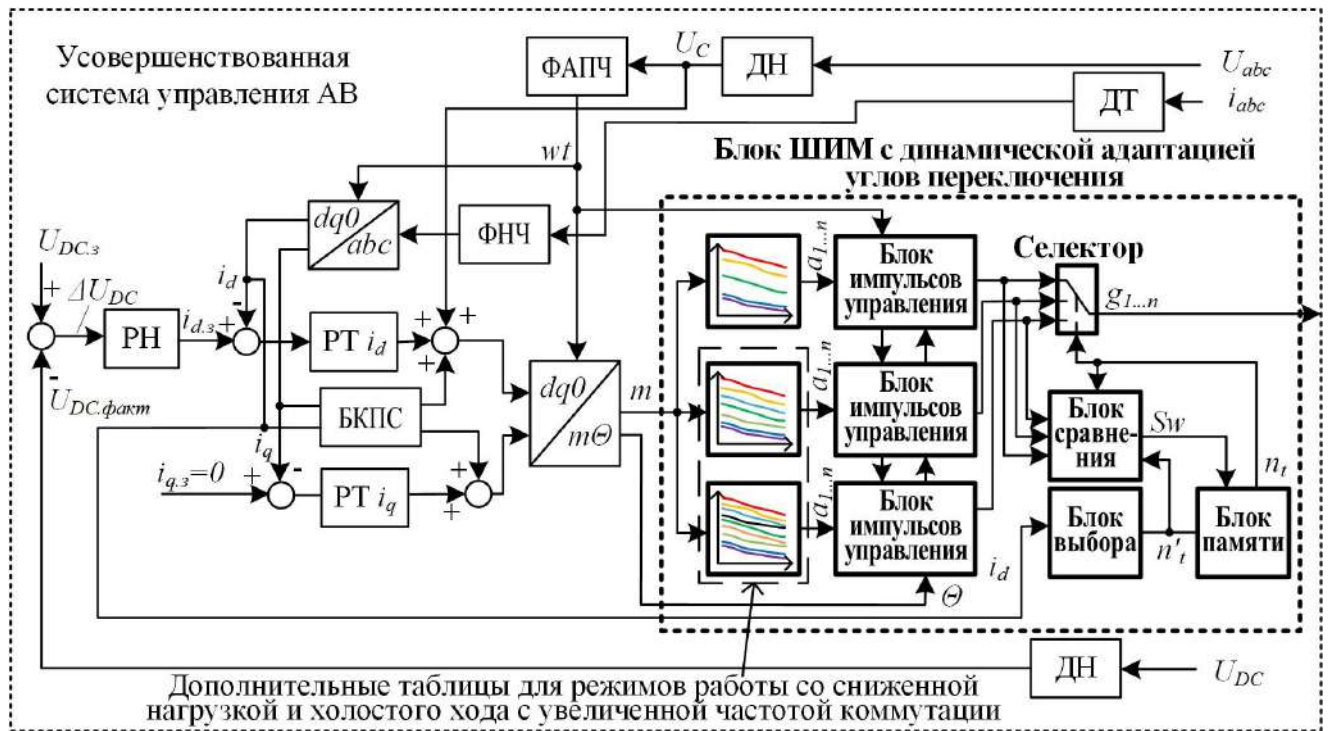 Усовершенствованная
система управления АВ
ФАПЧ
U_C
ДН
U_abc
ДТ
i_abc
wt
Блок ШИМ с динамической адаптацией
углов переключения
dq0
abc
ФНЧ
U_DC.з
+
ΔU_DC
-
U_DC.факт
РН
i_d.з
+
-
i_d
РТ i_d
+
+
+
БКПС
i_q
i_q.з=0
+
-
РТ i_q
+
+
dq0
mΘ
m
a_1...n
Блок
импульсов
управления
a_1...n
Блок
импульсов
управления
a_1...n
Блок
импульсов
управления
Θ
Селектор
g_1...n
Блок
сравне-
ния
Sw
n_t
Блок
выбора
n'_t
Блок
памяти
i_d
ДН
U_DC
Дополнительные таблицы для режимов работы со сниженной
нагрузкой и холостого хода с увеличенной частотой коммутации